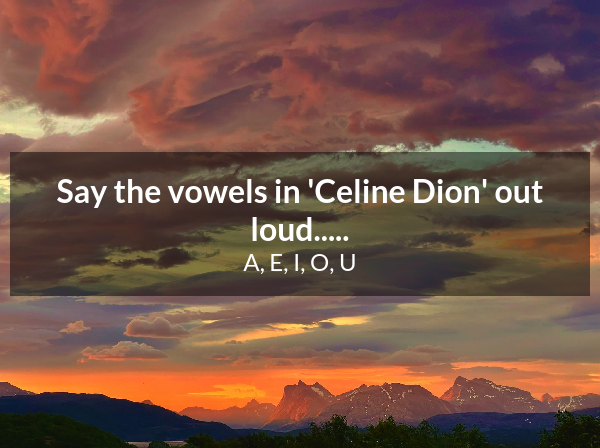 Say the vowels in 'Celine Dion' out
loud.....
A, E, I, O, U